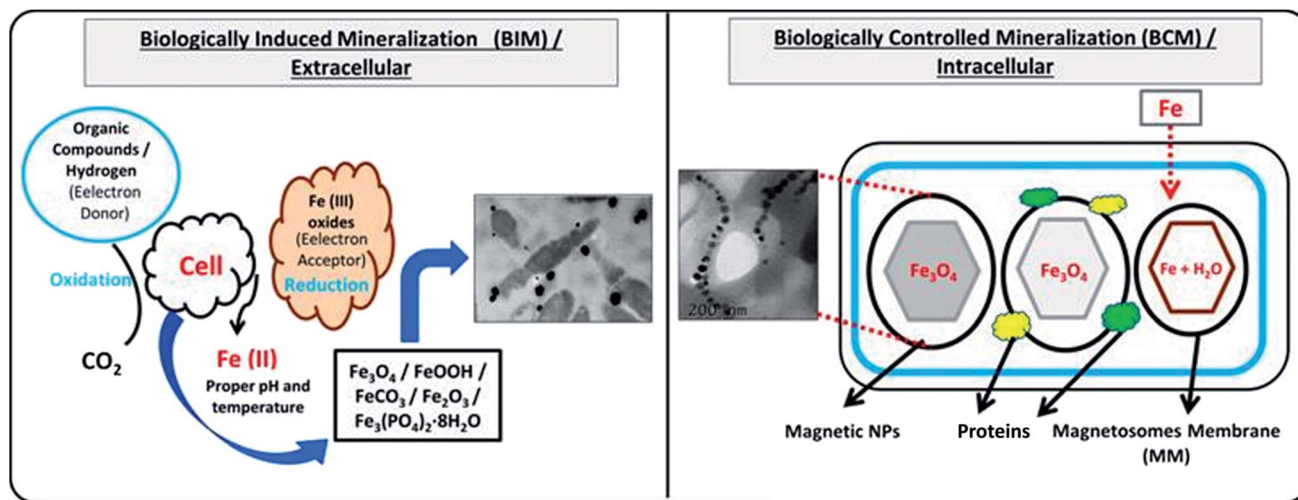 Biologically Induced Mineralization (BIM) /
Extracellular
Organic
Compounds /
Hydrogen
(Eelectron
Donor)
Oxidation
CO₂
Cell
Fe (III)
oxides
(Eelectron
Acceptor)
Reduction
Fe (II)
Proper pH and
temperature
Fe₃O₄ / FeOOH /
FeCO₃ / Fe₂O₃ /
Fe₃(PO₄)₂·8H₂O
Biologically Controlled Mineralization (BCM) /
Intracellular
Fe
200 nm
Fe₃O₄
Fe₃O₄
Fe + H₂O
Magnetic NPs
Proteins
Magnetosomes Membrane
(MM)